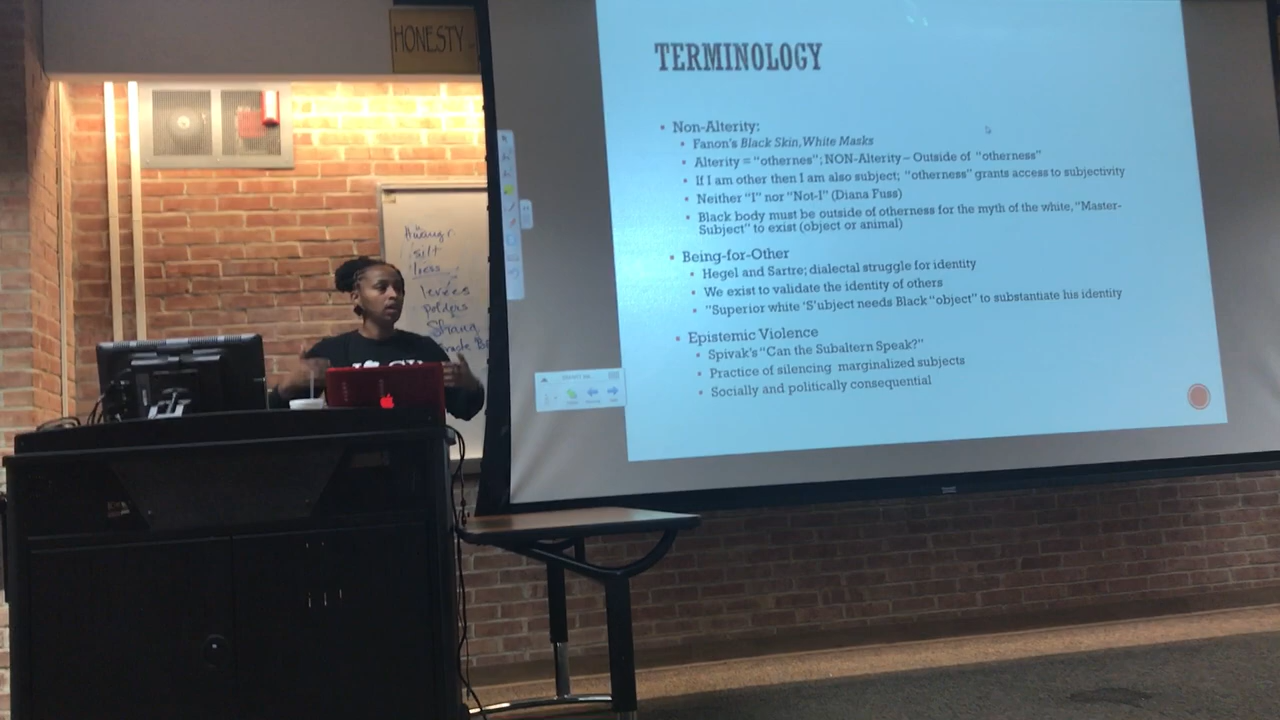 HONESTY
TERMINOLOGY
• Non-Alterity:
• Fanon's Black Skin, White Masks
• Alterity = "othernes"; NON-Alterity – Outside of "otherness"
• If I am other then I am also subject; "otherness" grants access to subjectivity
• Neither "I" nor "Not-I" (Diana Fuss)
• Black body must be outside of otherness for the myth of the white, "Master-
Subject" to exist (object or animal)
• Being-for-Other
• Hegel and Sartre; dialectal struggle for identity
• We exist to validate the identity of others
• "Superior white 'S'ubject needs Black "object" to substantiate his identity
• Epistemic Violence
• Spivak's "Can the Subaltern Speak?"
• Practice of silencing marginalized subjects
• Socially and politically consequential
silt
loess
levees
polders
Shang